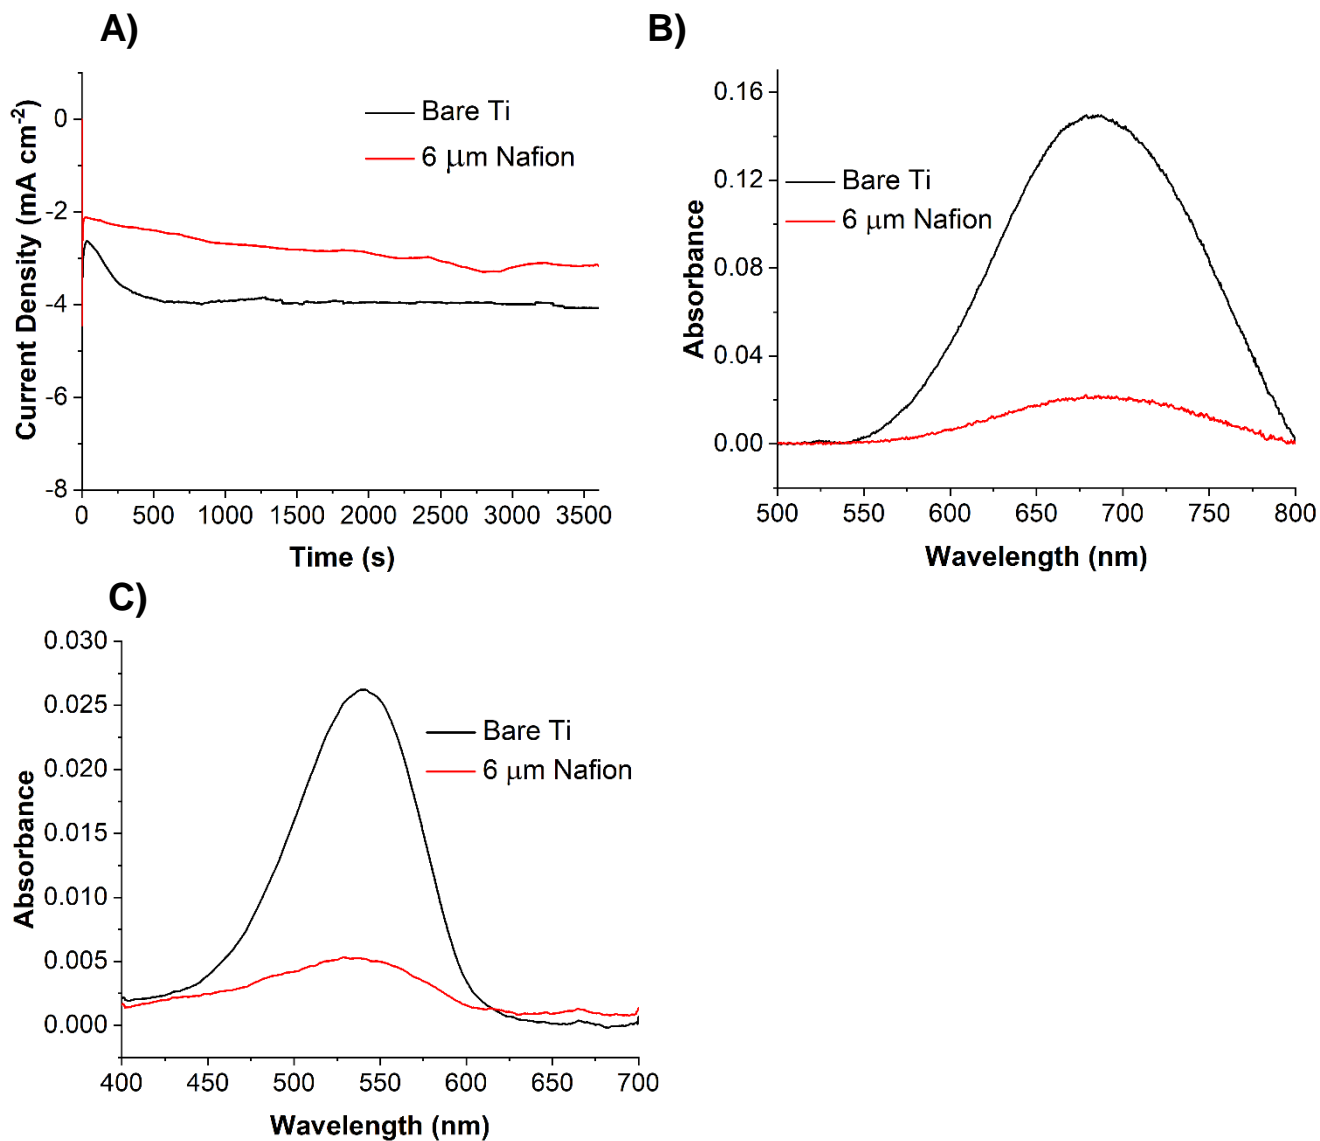 A)
Current Density (mA cm-2)
0
-2
-4
-6
-8
Bare Ti
6 μm Nafion
0 500 1000 1500 2000 2500 3000 3500
Time (s)
B)
Absorbance
0.16
0.12
0.08
0.04
0.00
Bare Ti
6 μm Nafion
500 550 600 650 700 750 800
Wavelength (nm)
C)
Absorbance
0.030
0.025
0.020
0.015
0.010
0.005
0.000
Bare Ti
6 μm Nafion
400 450 500 550 600 650 700
Wavelength (nm)